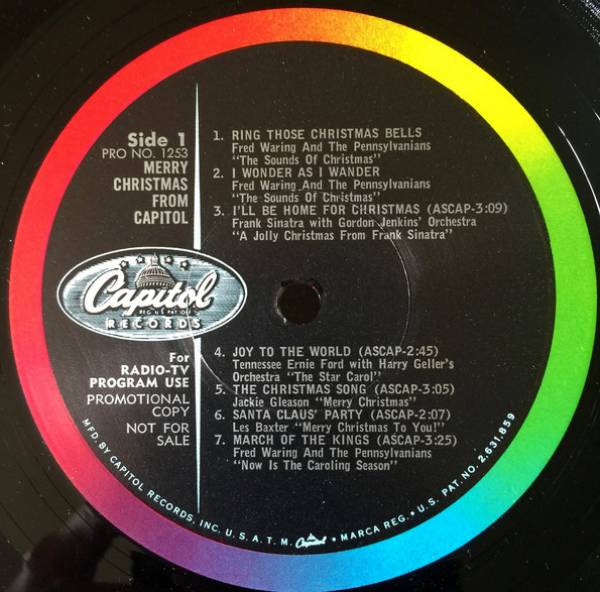 Side 1
PRO NO. 1253
MERRY
CHRISTMAS
FROM
CAPITOL
1. RING THOSE CHRISTMAS BELLS
Fred Waring And The Pennsylvanians
"The Sounds Of Christmas"
2. I WONDER AS I WANDER
Fred Waring And The Pennsylvanians
"The Sounds Of Christmas"
3. I'LL BE HOME FOR CHRISTMAS (ASCAP-3:09)
Frank Sinatra with Gordon Jenkins' Orchestra
"A Jolly Christmas From Frank Sinatra"
Capitol
REG. U.S. PAT. OFF.
RECORDS
For
RADIO-TV
PROGRAM USE
PROMOTIONAL
COPY
NOT FOR
SALE
4. JOY TO THE WORLD (ASCAP-2:45)
Tennessee Ernie Ford with Harry Geller's
Orchestra "The Star Carol"
5. THE CHRISTMAS SONG (ASCAP-3:05)
Jackie Gleason "Merry Christmas"
6. SANTA CLAUS' PARTY (ASCAP-2:07)
Les Baxter "Merry Christmas To You!"
7. MARCH OF THE KINGS (ASCAP-3:25)
Fred Waring And The Pennsylvanians
"Now Is The Caroling Season"
MFD. BY CAPITOL RECORDS, INC. U.S.A. T.M. Capitol • MARCA REG. • U.S. PAT. NO. 2,631,859